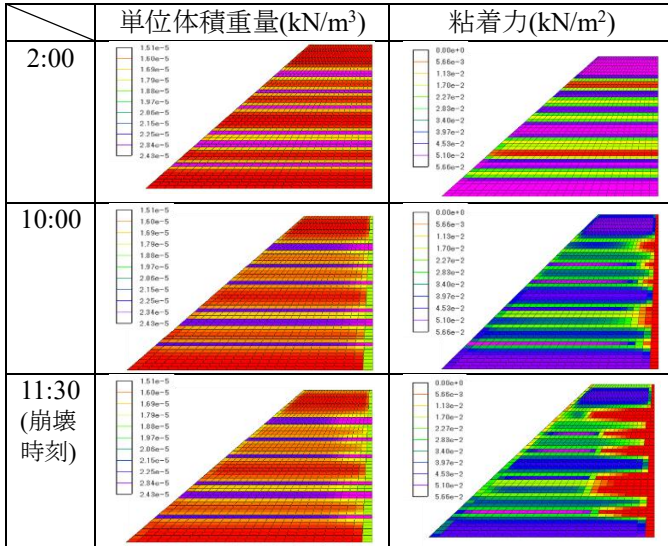 単位体積重量(kN/m³) 粘着力(kN/m²)
2:00
1.51e-5
1.60e-5
1.69e-5
1.79e-5
1.88e-5
1.97e-5
2.06e-5
2.15e-5
2.25e-5
2.34e-5
2.43e-5
0.00e+0
5.66e-3
1.13e-2
1.70e-2
2.27e-2
2.83e-2
3.40e-2
3.97e-2
4.53e-2
5.10e-2
5.66e-2
10:00
1.51e-5
1.60e-5
1.69e-5
1.79e-5
1.88e-5
1.97e-5
2.06e-5
2.15e-5
2.25e-5
2.34e-5
2.43e-5
0.00e+0
5.66e-3
1.13e-2
1.70e-2
2.27e-2
2.83e-2
3.40e-2
3.97e-2
4.53e-2
5.10e-2
5.66e-2
11:30
(崩壊
時刻)
1.51e-5
1.60e-5
1.69e-5
1.79e-5
1.88e-5
1.97e-5
2.06e-5
2.15e-5
2.25e-5
2.34e-5
2.43e-5
0.00e+0
5.66e-3
1.13e-2
1.70e-2
2.27e-2
2.83e-2
3.40e-2
3.97e-2
4.53e-2
5.10e-2
5.66e-2